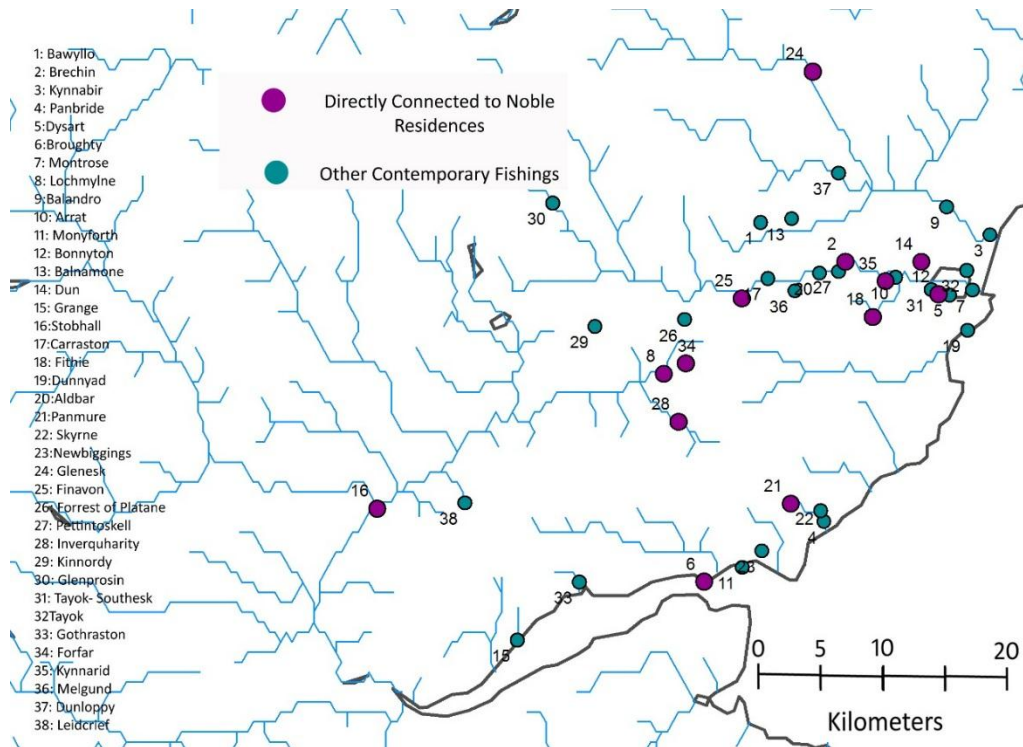 1: Bawyllo
2: Brechin
3: Kynnabir
4: Panbride
5:Dysart
6:Broughty
7: Montrose
8: Lochmylne
9:Balandro
10: Arrat
11: Monyforth
12: Bonnyton
13: Balnamone
14: Dun
15: Grange
16:Stobhall
17:Carraston
18: Fithie
19:Dunnyad
20:Aldbar
21:Panmure
22: Skyrne
23:Newbiggings
24: Glenesk
25: Finavon
26: Forrest of Platane
27: Pettintoskell
28: Inverquharity
29: Kinnordy
30: Glenprosin
31: Tayok- Southesk
32Tayok
33: Gothraston
34: Forfar
35: Kynnarid
36: Melgund
37: Dunloppy
38: Leidcrief
Directly Connected to Noble
Residences
Other Contemporary Fishings
24
37
30
1
13
9
3
2
35
14
25
17
36
20
27
10
18
12
31
5
32
7
19
29
26
34
8
28
16
38
21
22
4
6
11
23
33
15
0 5 10 20
Kilometers